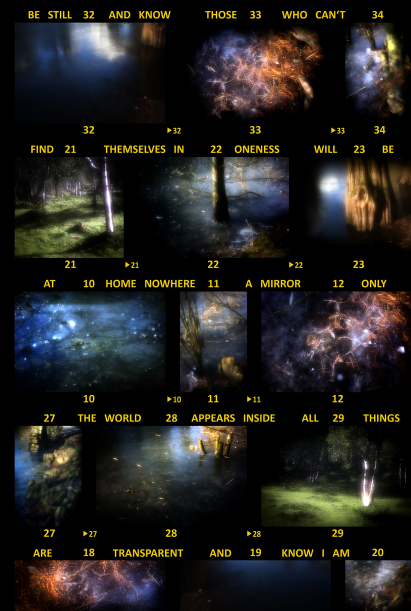 BE STILL 32 AND KNOW THOSE 33 WHO CAN'T 34
32 ▶32 33 ▶33 34
FIND 21 THEMSELVES IN 22 ONENESS WILL 23 BE
21 ▶21 22 ▶22 23
AT 10 HOME NOWHERE 11 A MIRROR 12 ONLY
10 ▶10 11 ▶11 12
27 THE WORLD 28 APPEARS INSIDE ALL 29 THINGS
27 ▶27 28 ▶28 29
ARE 18 TRANSPARENT AND 19 KNOW I AM 20